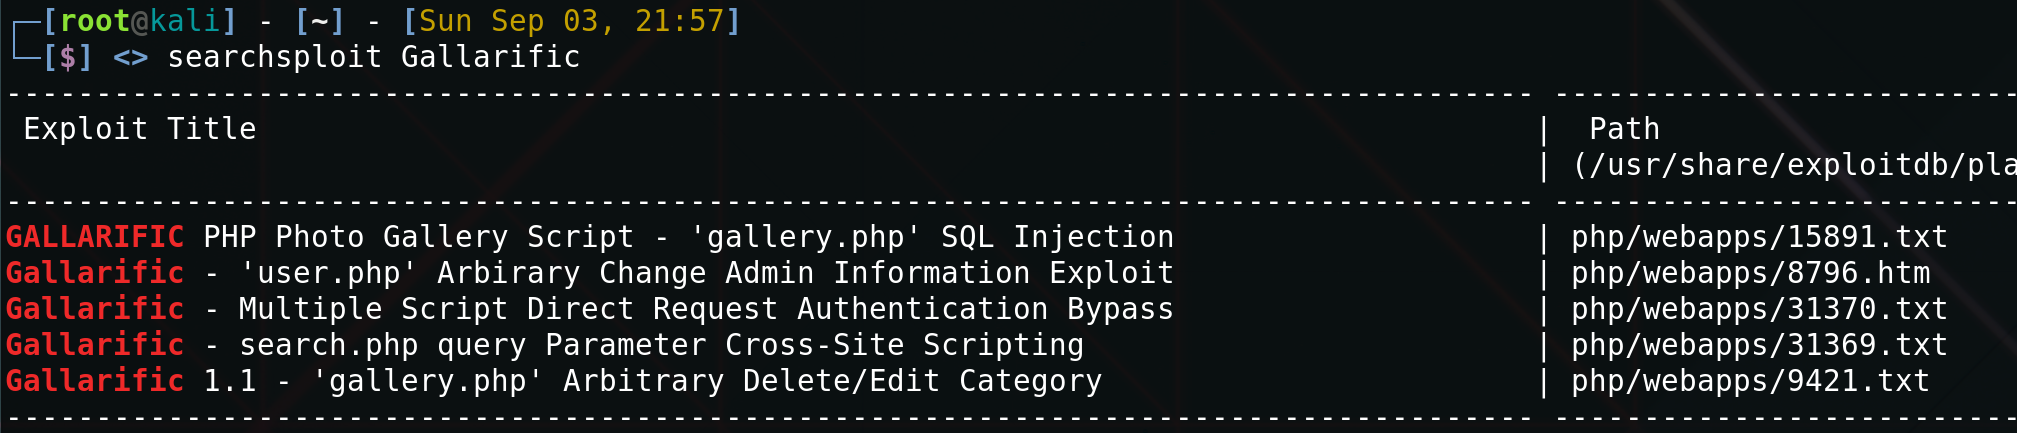 [root@kali] - [~] - [Sun Sep 03, 21:57]
[$] <> searchsploit Gallarific
------------------------------------------------------------------------------------- --------------------------
Exploit Title | Path
| (/usr/share/exploitdb/pla
------------------------------------------------------------------------------------- --------------------------
GALLARIFIC PHP Photo Gallery Script - 'gallery.php' SQL Injection | php/webapps/15891.txt
Gallarific - 'user.php' Arbirary Change Admin Information Exploit | php/webapps/8796.htm
Gallarific - Multiple Script Direct Request Authentication Bypass | php/webapps/31370.txt
Gallarific - search.php query Parameter Cross-Site Scripting | php/webapps/31369.txt
Gallarific 1.1 - 'gallery.php' Arbitrary Delete/Edit Category | php/webapps/9421.txt
------------------------------------------------------------------------------------- --------------------------